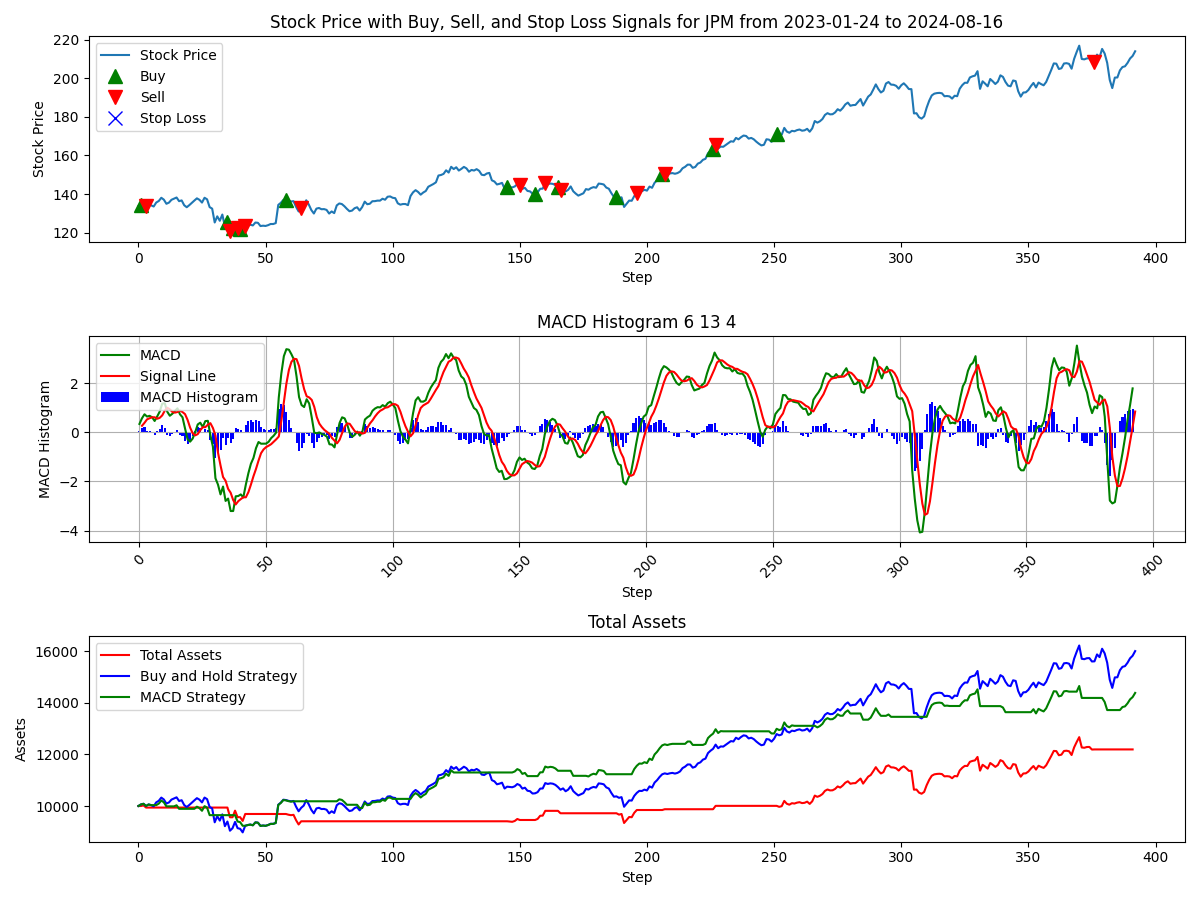 Stock Price with Buy, Sell, and Stop Loss Signals for JPM from 2023-01-24 to 2024-08-16
Stock Price
220
200
180
160
140
120
Stock Price
Buy
Sell
Stop Loss
0 50 100 150 200 250 300 350 400
Step
MACD Histogram 6 13 4
MACD Histogram
2
0
−2
−4
MACD
Signal Line
MACD Histogram
0 50 100 150 200 250 300 350 400
Step
Total Assets
Assets
16000
14000
12000
10000
Total Assets
Buy and Hold Strategy
MACD Strategy
0 50 100 150 200 250 300 350 400
Step